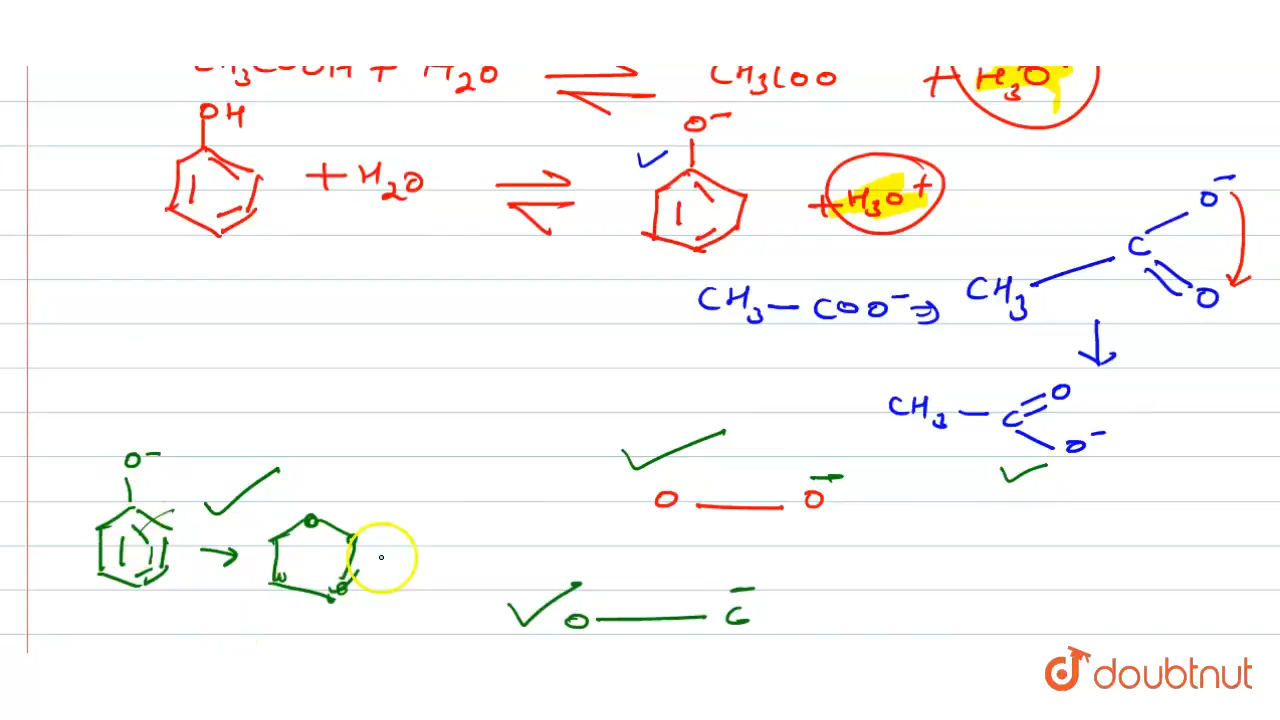 CH3COOH + H2O ⇌ CH3COO + H3O+
OH
+ H2O ⇌
O-
+ H3O+
O-
C
CH3
O
CH3 — COO- ⇒
CH3 — C = O
O-
O-
→
O — O-
O — C-
doubtnut